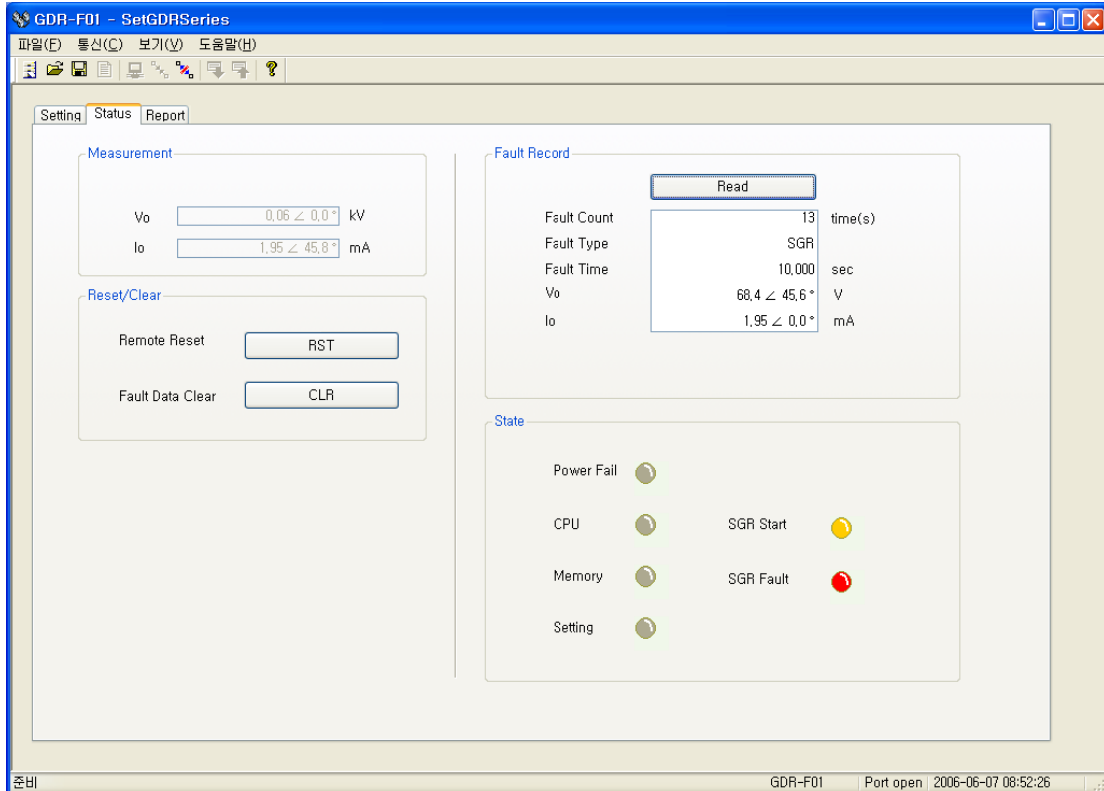 GDR-F01 - SetGDRSeries
파일(F) 통신(C) 보기(V) 도움말(H)
Setting Status Report
Measurement
Vo 0,06 ∠ 0,0 ° kV
Io 1,95 ∠ 45,8 ° mA
Reset/Clear
Remote Reset RST
Fault Data Clear CLR
Fault Record
Read
Fault Count 13 time(s)
Fault Type SGR
Fault Time 10,000 sec
Vo 68,4 ∠ 45,6 ° V
Io 1,95 ∠ 0,0 ° mA
State
Power Fail
CPU SGR Start
Memory SGR Fault
Setting
준비 GDR-F01 Port open 2006-06-07 08:52:26